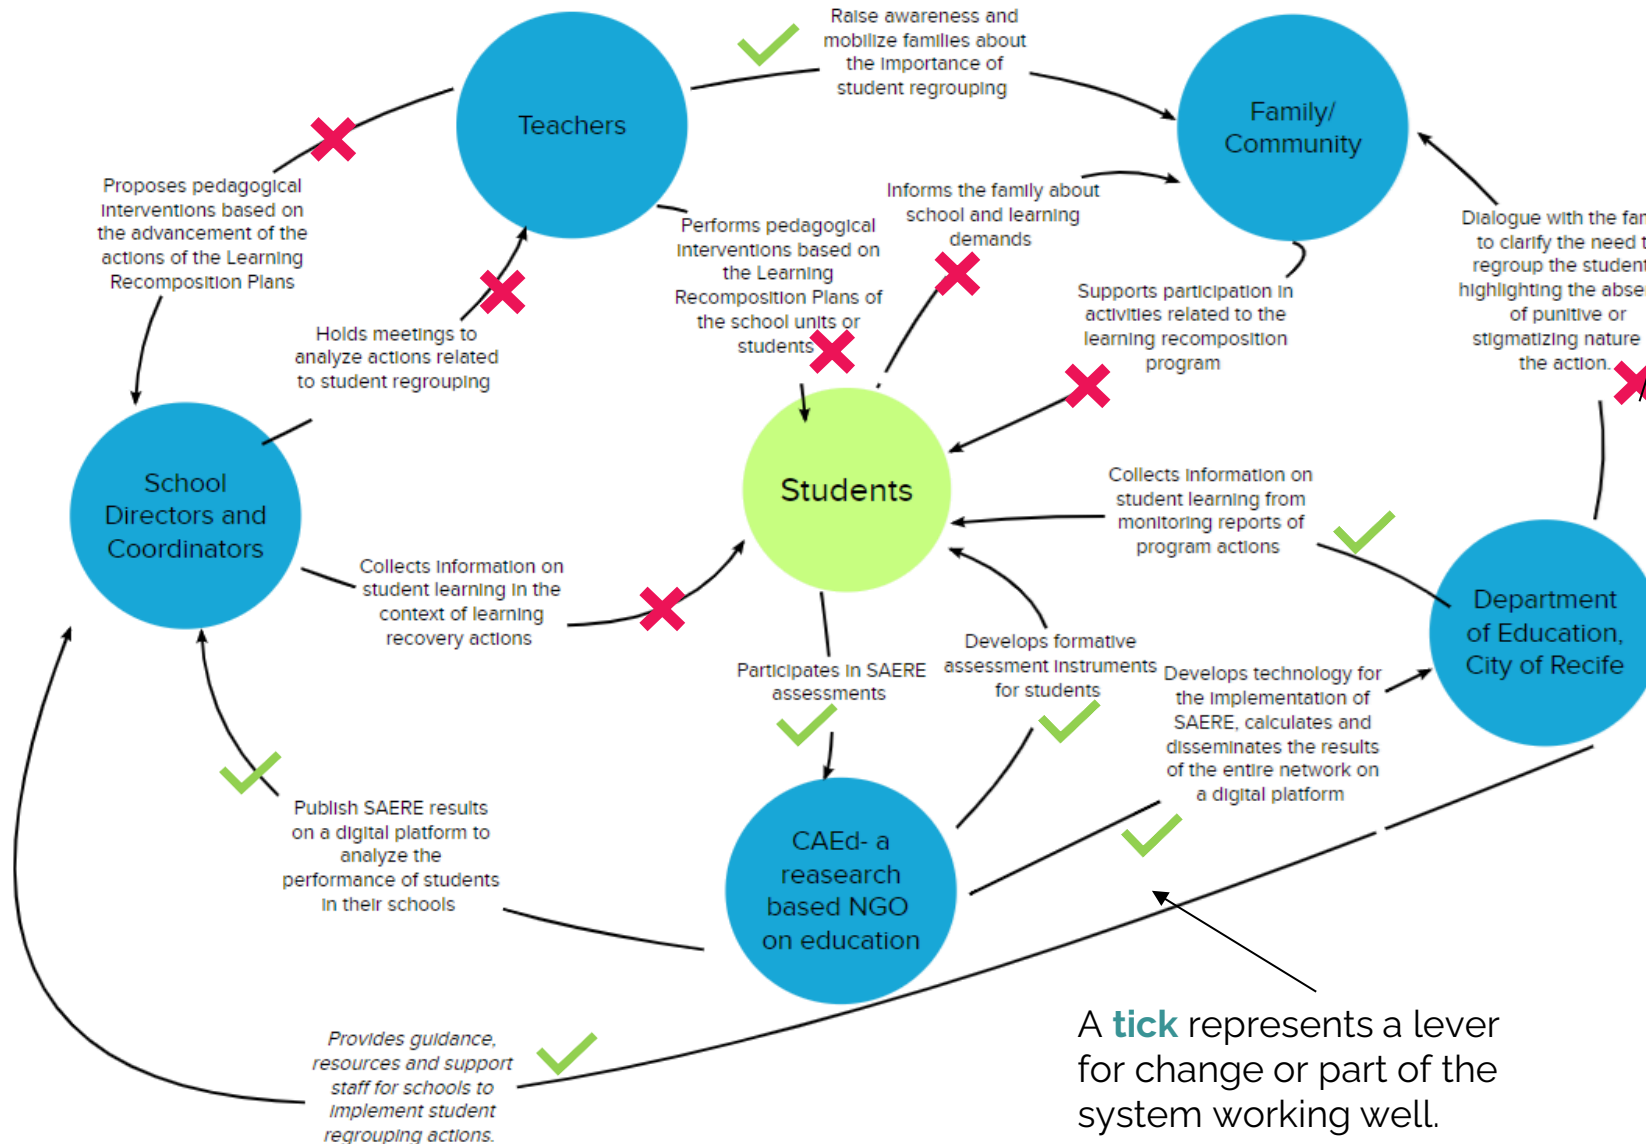 Raise awareness and
mobilize families about
the importance of
student regrouping
Teachers
Family/
Community
Proposes pedagogical
interventions based on
the advancement of the
actions of the Learning
Recomposition Plans
Holds meetings to
analyze actions related
to student regrouping
Performs pedagogical
interventions based on
the Learning
Recomposition Plans of
the school units or
students
Informs the family about
school and learning
demands
Supports participation in
activities related to the
learning recomposition
program
Dialogue with the
to clarify the need
regroup the student
highlighting the
of punitive or
stigmatizing nature
the action.
School
Directors and
Coordinators
Students
Collects information on
student learning from
monitoring reports of
program actions
Collects information on
student learning in the
context of learning
recovery actions
Department
of Education,
City of Recife
Participates in SAERE
assessments
Develops formative
assessment instruments
for students
Develops technology for
the implementation of
SAERE, calculates and
disseminates the results
of the entire network on
a digital platform
Publish SAERE results
on a digital platform to
analyze the
performance of students
in their schools
CAEd- a
reasearch
based NGO
on education
Provides guidance,
resources and support
staff for schools to
implement student
regrouping actions.
A tick represents a lever
for change or part of the
system working well.